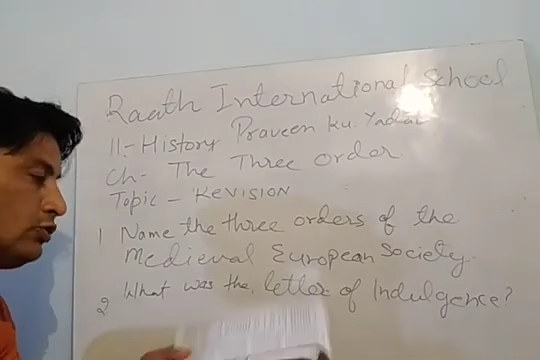 Raath International School
11- History Praveen Ku. Yadav
Ch- The Three order
Topic - REVISION
1 Name the three orders of the
Medieval European Society.
2 What was the letter of Indulgence?